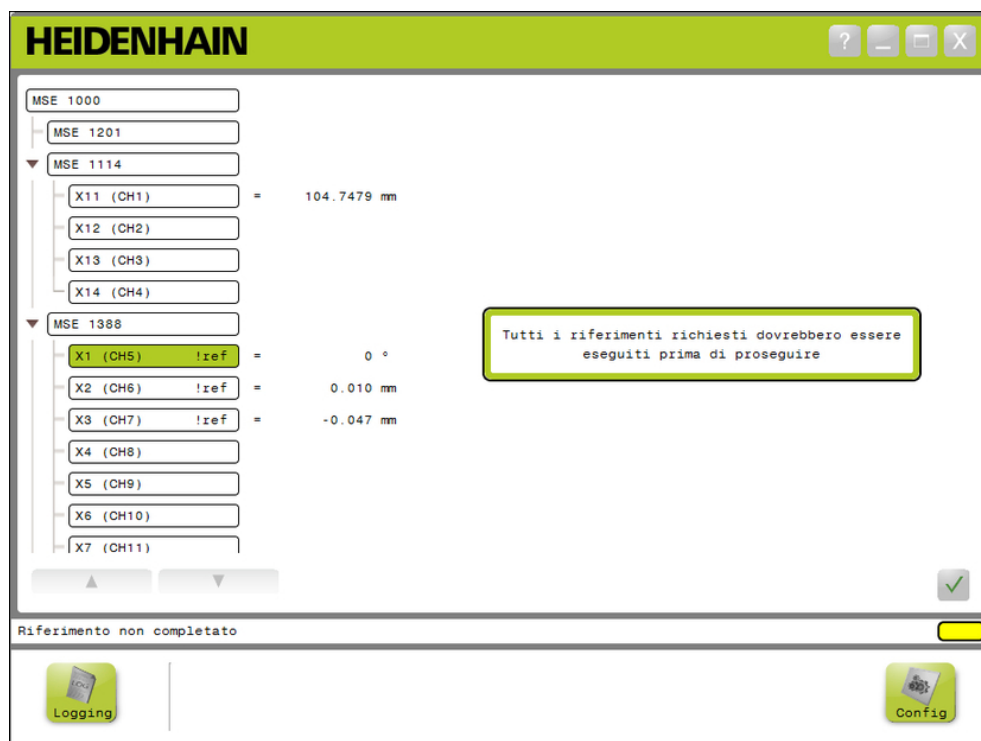 HEIDENHAIN
? _ X
MSE 1000
MSE 1201
MSE 1114
X11 (CH1) = 104.7479 mm
X12 (CH2)
X13 (CH3)
X14 (CH4)
MSE 1388
Tutti i riferimenti richiesti dovrebbero essere
eseguiti prima di proseguire
X1 (CH5) !ref = 0 °
X2 (CH6) !ref = 0.010 mm
X3 (CH7) !ref = -0.047 mm
X4 (CH8)
X5 (CH9)
X6 (CH10)
X7 (CH11)
Riferimento non completato
LOG
Logging
Config